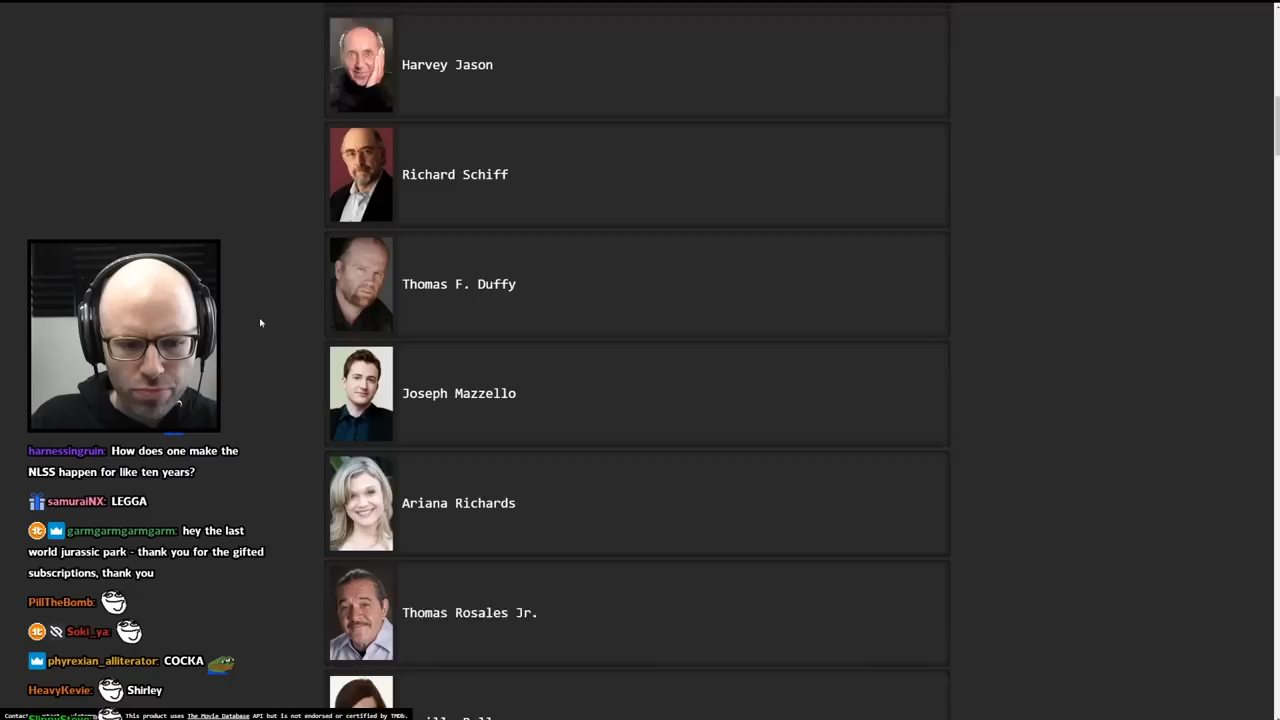 Harvey Jason
Richard Schiff
Thomas F. Duffy
Joseph Mazzello
Ariana Richards
Thomas Rosales Jr.
harnessingruin: How does one make the
NLSS happen for like ten years?
samuraiNX: LEGGA
garmgarmgarmgarm: hey the last
world jurassic park - thank you for the gifted
subscriptions, thank you
PillTheBomb:
Soki_ya:
phyrexian_alliterator: COCKA
HeavyKevie: Shirley
This product uses The Movie Database API but is not endorsed or certified by TMDb.